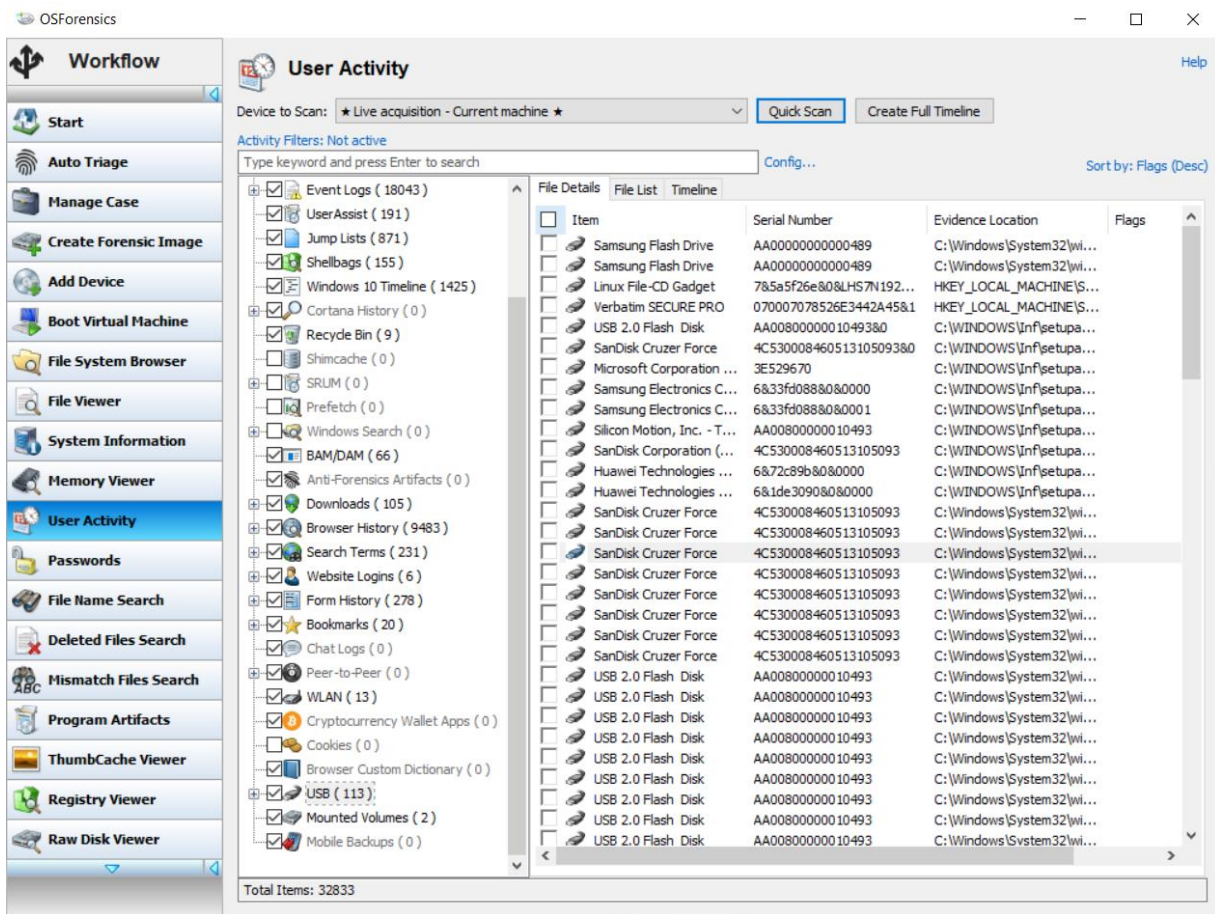 OSForensics
Workflow
Start
Auto Triage
Manage Case
Create Forensic Image
Add Device
Boot Virtual Machine
File System Browser
File Viewer
System Information
Memory Viewer
User Activity
Passwords
File Name Search
Deleted Files Search
Mismatch Files Search
Program Artifacts
ThumbCache Viewer
Registry Viewer
Raw Disk Viewer
User Activity
Help
Device to Scan: ★ Live acquisition - Current machine ★ Quick Scan Create Full Timeline
Activity Filters: Not active
Type keyword and press Enter to search Config... Sort by: Flags (Desc)
Event Logs ( 18043 )
UserAssist ( 191 )
Jump Lists ( 871 )
Shellbags ( 155 )
Windows 10 Timeline ( 1425 )
Cortana History ( 0 )
Recycle Bin ( 9 )
Shimcache ( 0 )
SRUM ( 0 )
Prefetch ( 0 )
Windows Search ( 0 )
BAM/DAM ( 66 )
Anti-Forensics Artifacts ( 0 )
Downloads ( 105 )
Browser History ( 9483 )
Search Terms ( 231 )
Website Logins ( 6 )
Form History ( 278 )
Bookmarks ( 20 )
Chat Logs ( 0 )
Peer-to-Peer ( 0 )
WLAN ( 13 )
Cryptocurrency Wallet Apps ( 0 )
Cookies ( 0 )
Browser Custom Dictionary ( 0 )
USB ( 113 )
Mounted Volumes ( 2 )
Mobile Backups ( 0 )
File Details File List Timeline
Item Serial Number Evidence Location Flags
Samsung Flash Drive AA00000000000489 C:\Windows\System32\wi...
Samsung Flash Drive AA00000000000489 C:\Windows\System32\wi...
Linux File-CD Gadget 7&5a5f26e&0&LHS7N192... HKEY_LOCAL_MACHINE\S...
Verbatim SECURE PRO 070007078526E3442A45&1 HKEY_LOCAL_MACHINE\S...
USB 2.0 Flash Disk AA00800000010493&0 C:\WINDOWS\Inf\setupa...
SanDisk Cruzer Force 4C530008460513105093&0 C:\WINDOWS\Inf\setupa...
Microsoft Corporation ... 3E529670 C:\WINDOWS\Inf\setupa...
Samsung Electronics C... 6&33fd088&0&0000 C:\WINDOWS\Inf\setupa...
Samsung Electronics C... 6&33fd088&0&0001 C:\WINDOWS\Inf\setupa...
Silicon Motion, Inc. - T... AA00800000010493 C:\WINDOWS\Inf\setupa...
SanDisk Corporation (... 4C530008460513105093 C:\WINDOWS\Inf\setupa...
Huawei Technologies ... 6&72c89b&0&0000 C:\WINDOWS\Inf\setupa...
Huawei Technologies ... 6&1de3090&0&0000 C:\WINDOWS\Inf\setupa...
SanDisk Cruzer Force 4C530008460513105093 C:\Windows\System32\wi...
SanDisk Cruzer Force 4C530008460513105093 C:\Windows\System32\wi...
SanDisk Cruzer Force 4C530008460513105093 C:\Windows\System32\wi...
SanDisk Cruzer Force 4C530008460513105093 C:\Windows\System32\wi...
SanDisk Cruzer Force 4C530008460513105093 C:\Windows\System32\wi...
SanDisk Cruzer Force 4C530008460513105093 C:\Windows\System32\wi...
SanDisk Cruzer Force 4C530008460513105093 C:\Windows\System32\wi...
SanDisk Cruzer Force 4C530008460513105093 C:\Windows\System32\wi...
USB 2.0 Flash Disk AA00800000010493 C:\Windows\System32\wi...
USB 2.0 Flash Disk AA00800000010493 C:\Windows\System32\wi...
USB 2.0 Flash Disk AA00800000010493 C:\Windows\System32\wi...
USB 2.0 Flash Disk AA00800000010493 C:\Windows\System32\wi...
USB 2.0 Flash Disk AA00800000010493 C:\Windows\System32\wi...
USB 2.0 Flash Disk AA00800000010493 C:\Windows\System32\wi...
USB 2.0 Flash Disk AA00800000010493 C:\Windows\System32\wi...
USB 2.0 Flash Disk AA00800000010493 C:\Windows\System32\wi...
USB 2.0 Flash Disk AA00800000010493 C:\Windows\System32\wi...
Total Items: 32833